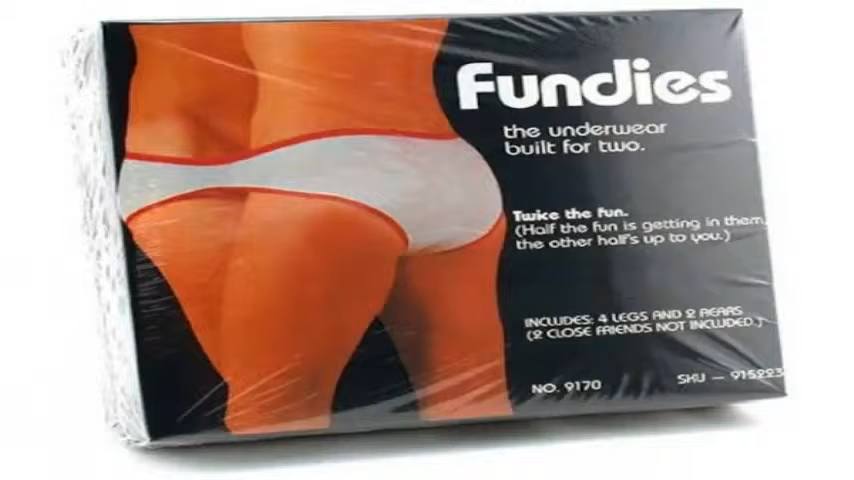 Fundies
the underwear
built for two.
Twice the fun.
(Half the fun is getting in them,
the other half's up to you.)
INCLUDES: 4 LEGS AND 2 REARS
(2 CLOSE FRIENDS NOT INCLUDED.)
NO. 9170
SKU — 915223